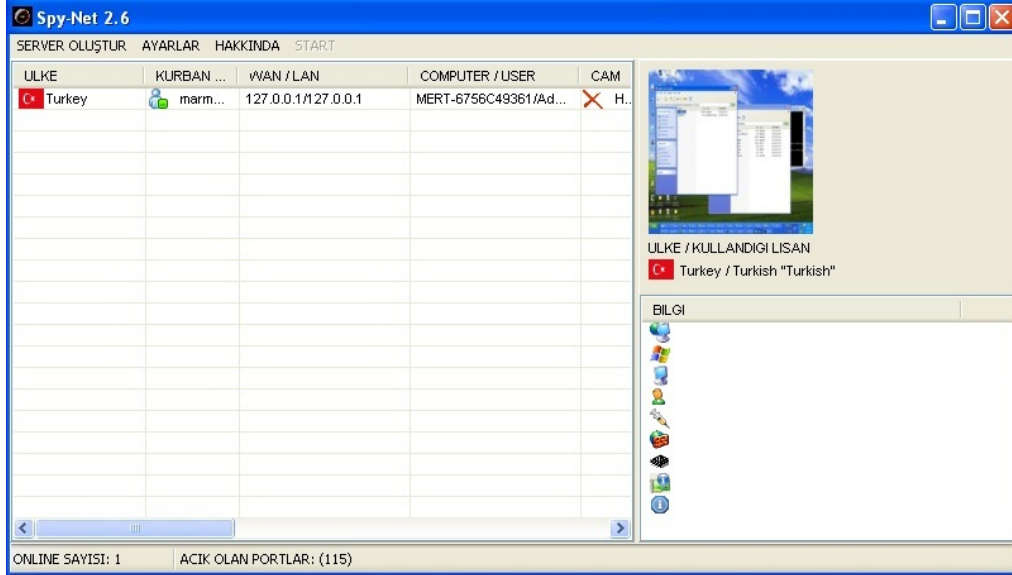 Spy-Net 2.6
SERVER OLUŞTUR AYARLAR HAKKINDA START
ULKE KURBAN ... WAN / LAN COMPUTER / USER CAM
Turkey marm... 127.0.0.1/127.0.0.1 MERT-6756C49361/Ad... H..
ULKE / KULLANDIGI LISAN
Turkey / Turkish "Turkish"
BILGI
ONLINE SAYISI: 1 ACIK OLAN PORTLAR: (115)